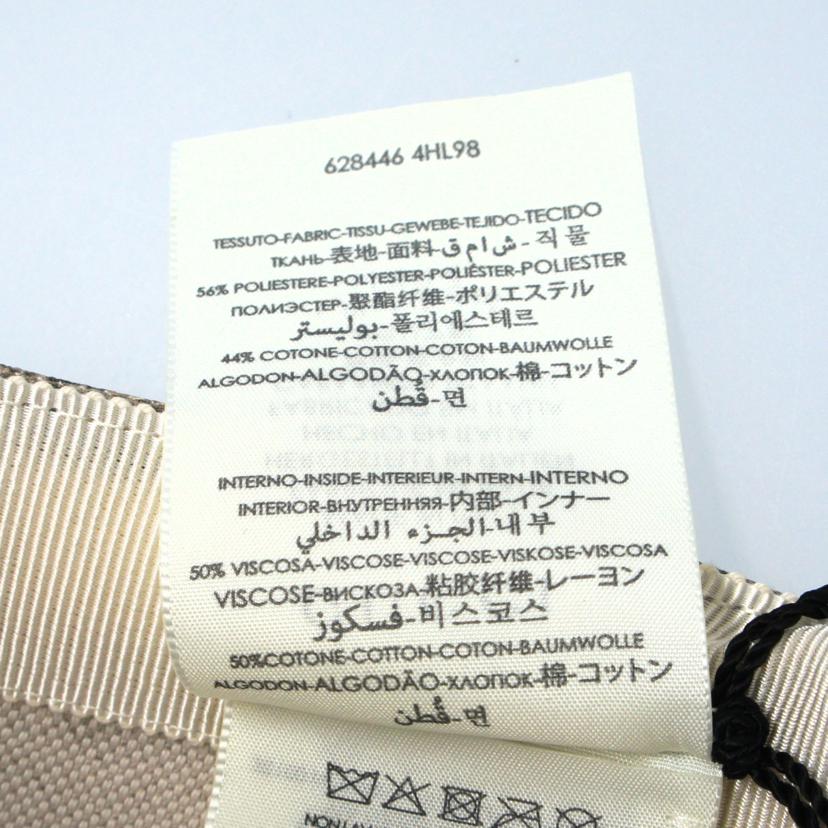 628446 4HL98
TESSUTO-FABRIC-TISSU-GEWEBE-TEJIDO-TECIDO
ТКАНЬ-表地-面料-ق م ا ش-직 물
56% POLIESTERE-POLYESTER-POLIÉSTER-POLIESTER
ПОЛИЭСТЕР-聚酯纤维-ポリエステル
بوليستر-폴리에스테르
44% COTONE-COTTON-COTON-BAUMWOLLE
ALGODON-ALGODÃO-ХЛОПОК-棉-コットン
قطن-면
INTERNO-INSIDE-INTERIEUR-INTERN-INTERNO
INTERIOR-ВНУТРЕННЯЯ-内部-インナー
الجزء الداخلي-내부
50% VISCOSA-VISCOSE-VISCOSE-VISKOSE-VISCOSA
VISCOSE-ВИСКОЗА-粘胶纤维-レーヨン
فسكوز-비스코스
50%COTONE-COTTON-COTON-BAUMWOLLE
ALGODON-ALGODÃO-ХЛОПОК-棉-コットン
قطن-면